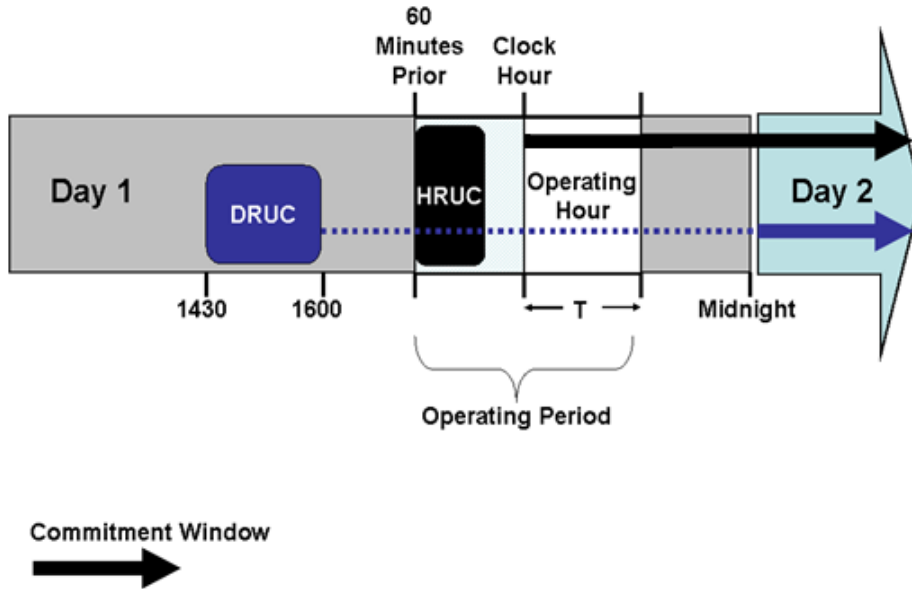 60
Minutes
Prior
Clock
Hour
Day 1
DRUC
HRUC
Operating
Hour
Day 2
1430
1600
T
Midnight
Operating Period
Commitment Window